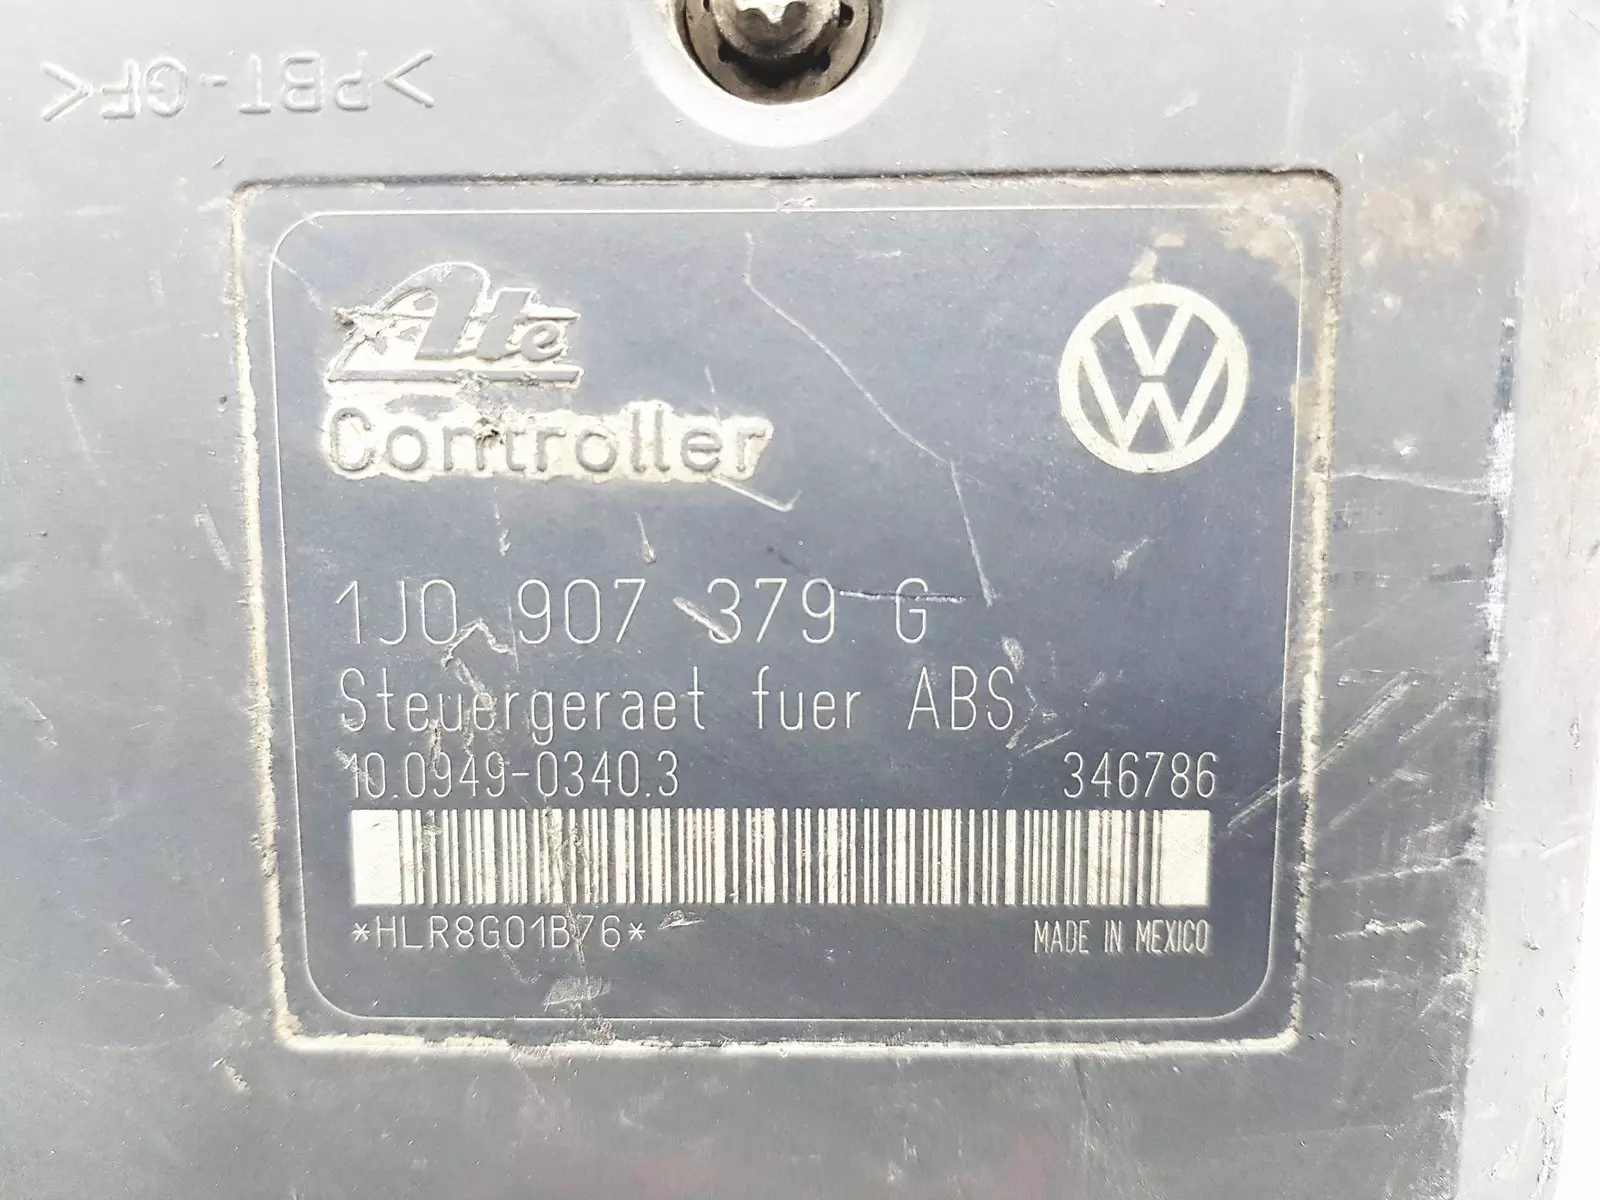 >PBT-GF<
Ate
Controller
VW
1J0 907 379 G
Steuergeraet fuer ABS
10.0949-0340.3 346786
*HLR8G01B76* MADE IN MEXICO